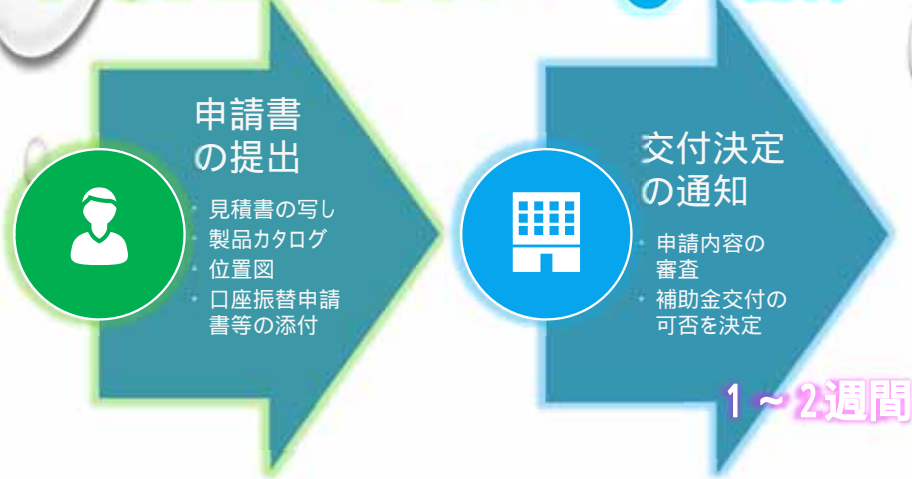 申請書
の提出
・見積書の写し
・製品カタログ
・位置図
・口座振替申請
書等の添付
交付決定
の通知
・申請内容の
審査
・補助金交付の
可否を決定
1～2週間